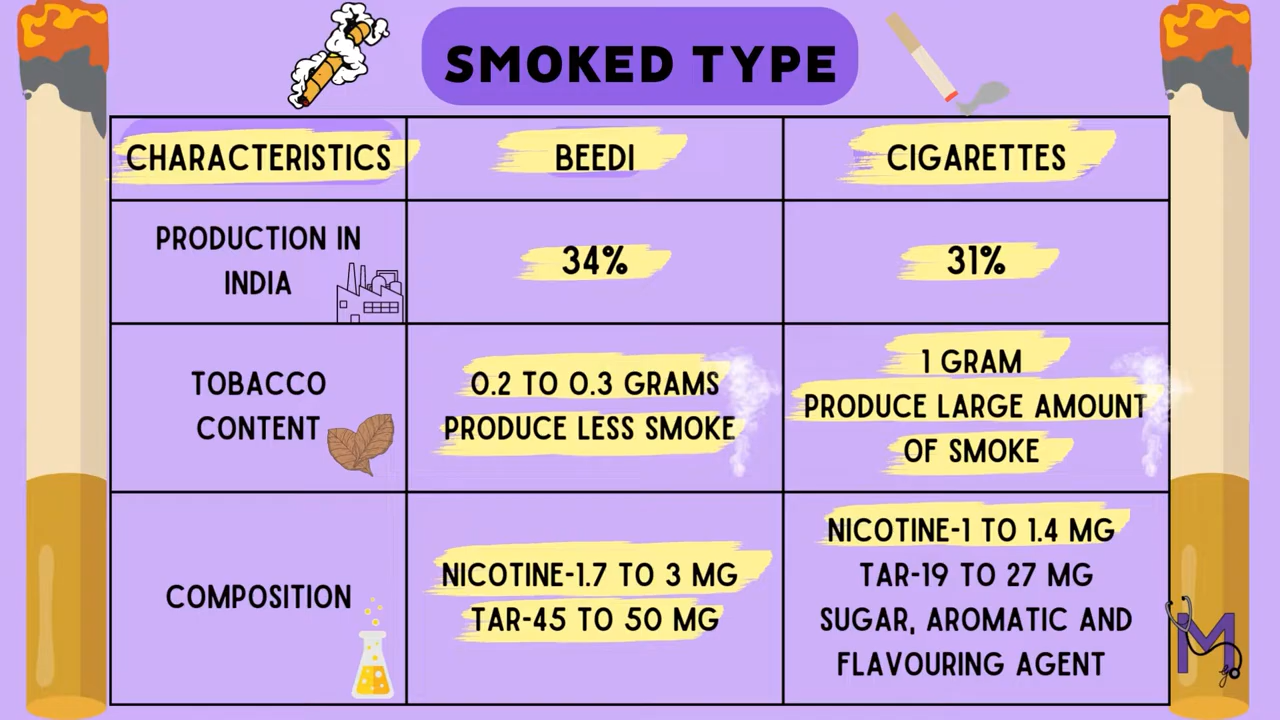 SMOKED TYPE
CHARACTERISTICS
BEEDI
CIGARETTES
PRODUCTION IN
INDIA
34%
31%
TOBACCO
CONTENT
0.2 TO 0.3 GRAMS
PRODUCE LESS SMOKE
1 GRAM
PRODUCE LARGE AMOUNT
OF SMOKE
COMPOSITION
NICOTINE-1.7 TO 3 MG
TAR-45 TO 50 MG
NICOTINE-1 TO 1.4 MG
TAR-19 TO 27 MG
SUGAR, AROMATIC AND
FLAVOURING AGENT
M